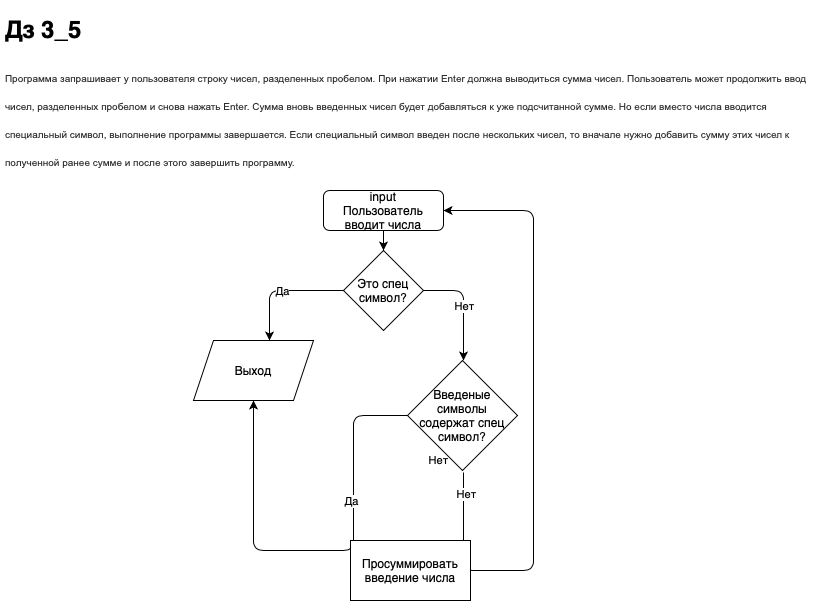 Дз 3_5
Программа запрашивает у пользователя строку чисел, разделенных пробелом. При нажатии Enter должна выводиться сумма чисел. Пользователь может продолжить ввод
чисел, разделенных пробелом и снова нажать Enter. Сумма вновь введенных чисел будет добавляться к уже подсчитанной сумме. Но если вместо числа вводится
специальный символ, выполнение программы завершается. Если специальный символ введен после нескольких чисел, то вначале нужно добавить сумму этих чисел к
полученной ранее сумме и после этого завершить программу.
input
Пользователь
вводит числа
Это спец
символ?
Да
Нет
Выход
Введеные
символы
содержат спец
символ?
Нет
Нет
Да
Просуммировать
введение числа